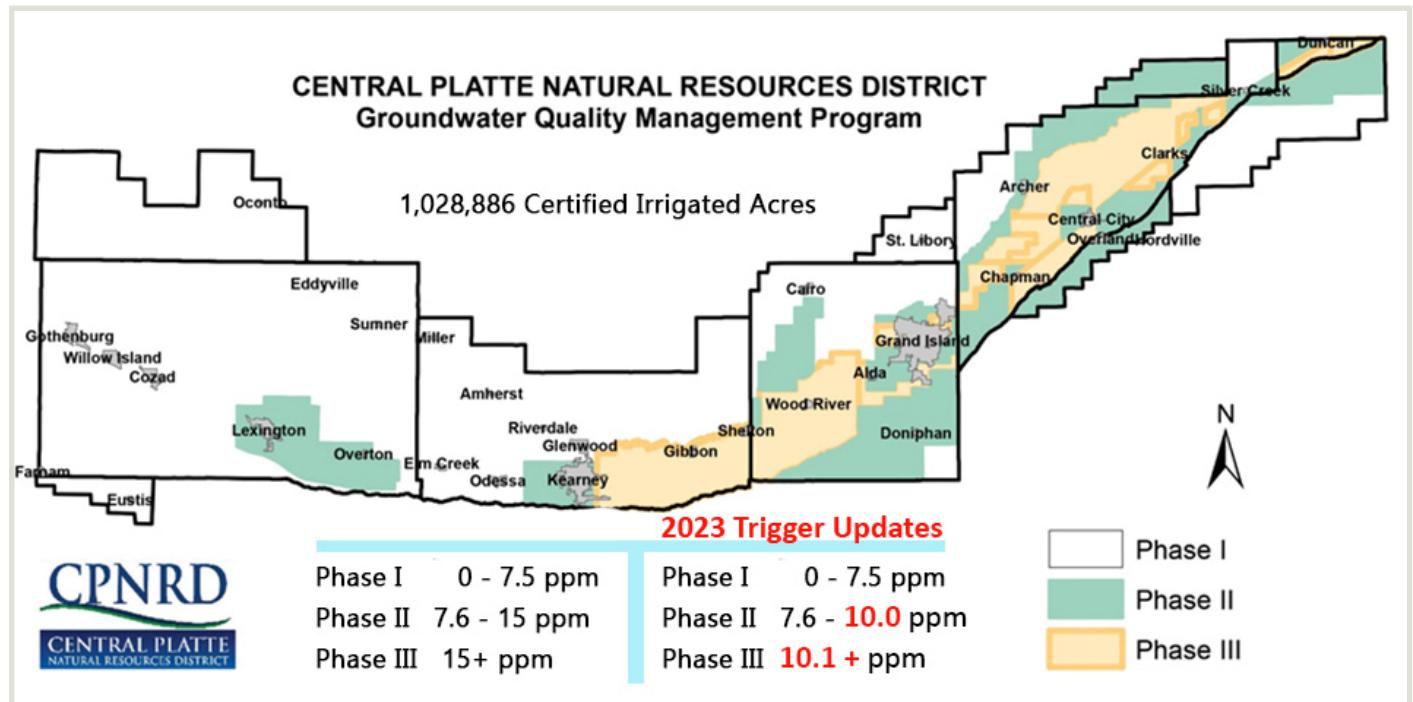 CENTRAL PLATTE NATURAL RESOURCES DISTRICT
Groundwater Quality Management Program
1,028,886 Certified Irrigated Acres
Duncan
Silver Creek
Clarks
Archer
Central City
Overland
Hordville
St. Libory
Chapman
Oconto
Eddyville
Cairo
Sumner
Miller
Gothenburg
Willow Island
Cozad
Grand Island
Alda
Amherst
Wood River
Riverdale
Shelton
Doniphan
Lexington
Glenwood
Gibbon
Overton
Elm Creek
Farnam
Odessa
Kearney
Eustis
N
2023 Trigger Updates
Phase I 0 - 7.5 ppm
Phase II 7.6 - 15 ppm
Phase III 15+ ppm
Phase I 0 - 7.5 ppm
Phase II 7.6 - 10.0 ppm
Phase III 10.1 + ppm
Phase I
Phase II
Phase III
CPNRD
CENTRAL PLATTE
NATURAL RESOURCES DISTRICT